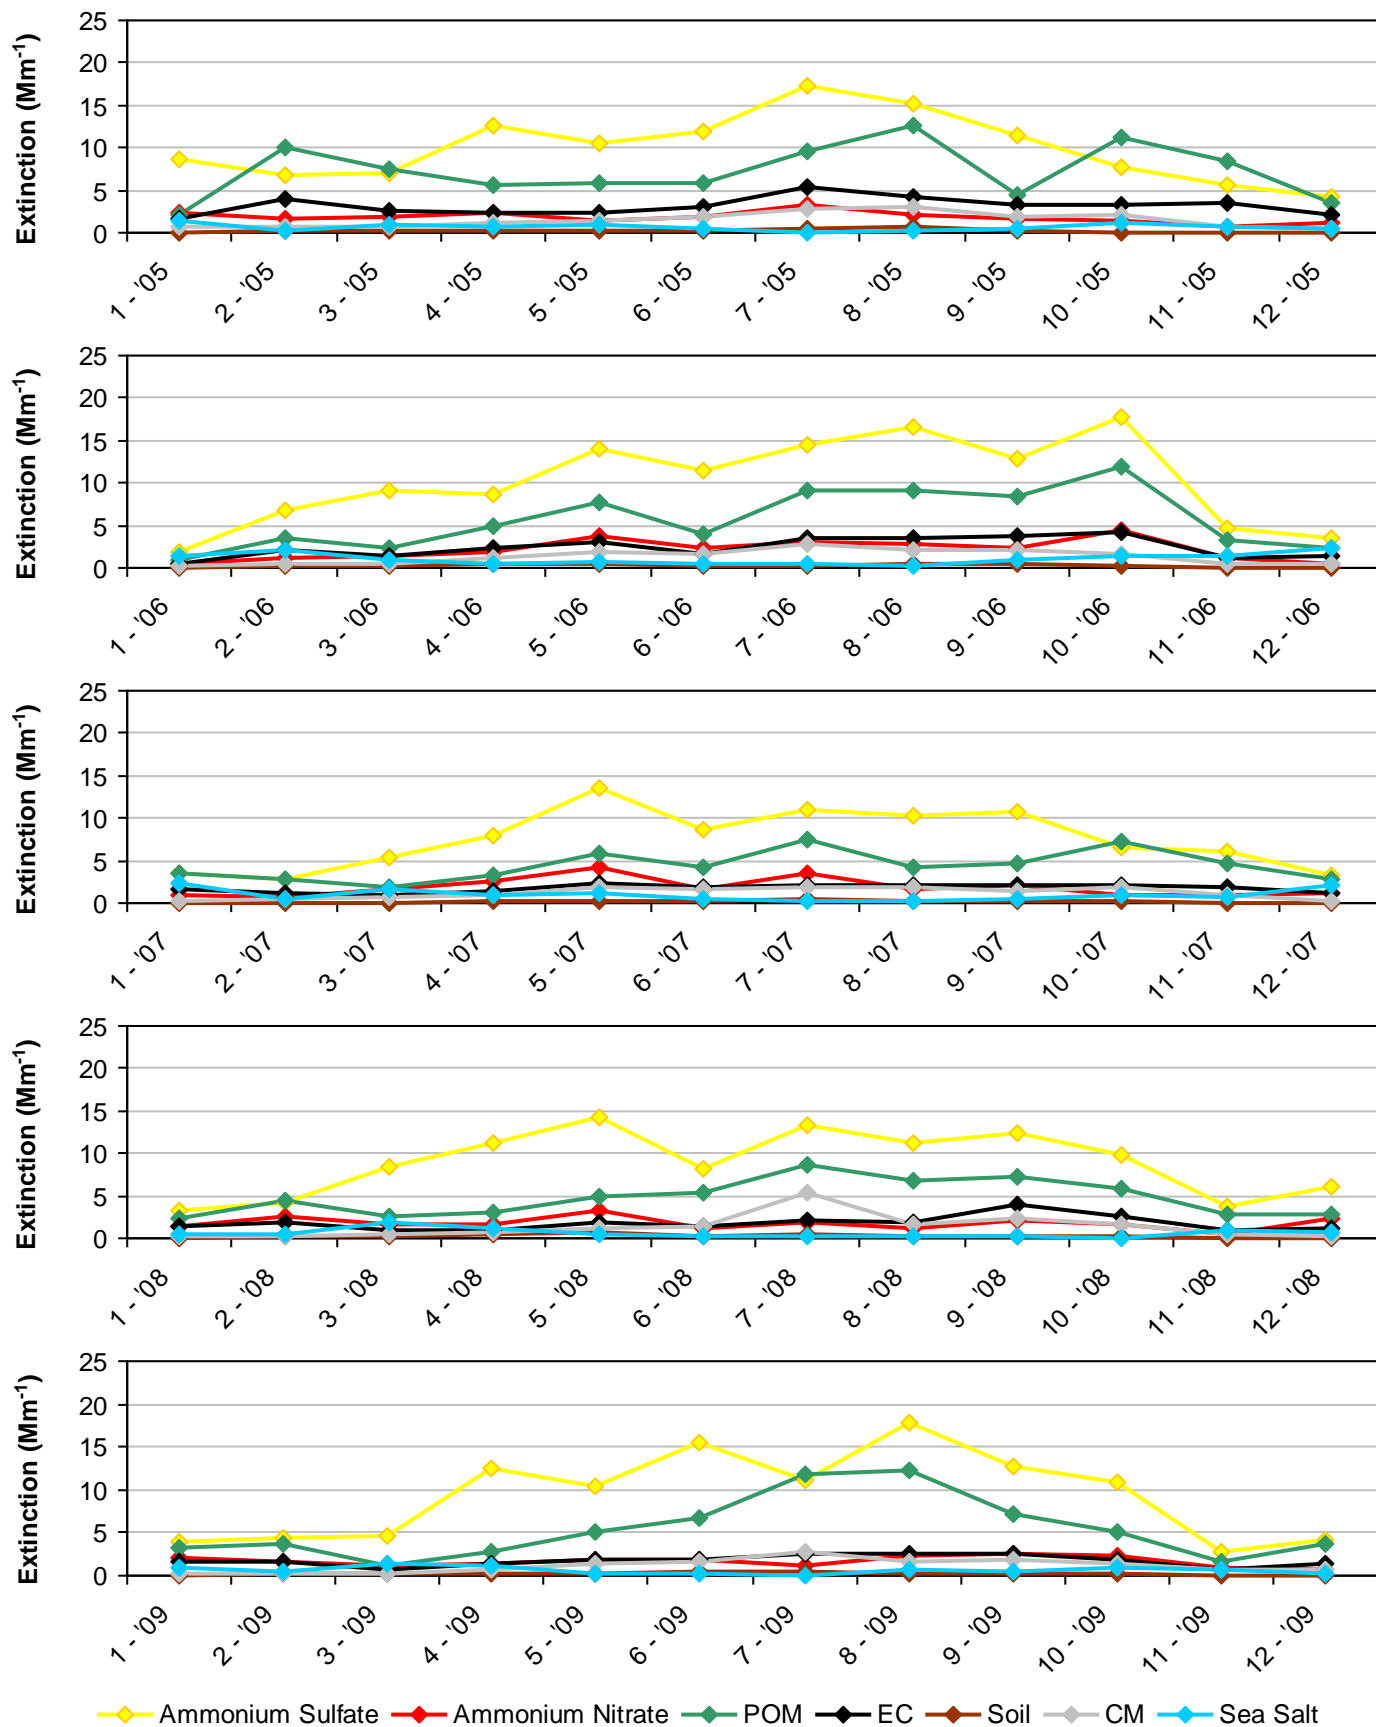 Extinction (Mm-1)
25
20
15
10
5
0
1 - '05 2 - '05 3 - '05 4 - '05 5 - '05 6 - '05 7 - '05 8 - '05 9 - '05 10 - '05 11 - '05 12 - '05
Extinction (Mm-1)
25
20
15
10
5
0
1 - '06 2 - '06 3 - '06 4 - '06 5 - '06 6 - '06 7 - '06 8 - '06 9 - '06 10 - '06 11 - '06 12 - '06
Extinction (Mm-1)
25
20
15
10
5
0
1 - '07 2 - '07 3 - '07 4 - '07 5 - '07 6 - '07 7 - '07 8 - '07 9 - '07 10 - '07 11 - '07 12 - '07
Extinction (Mm-1)
25
20
15
10
5
0
1 - '08 2 - '08 3 - '08 4 - '08 5 - '08 6 - '08 7 - '08 8 - '08 9 - '08 10 - '08 11 - '08 12 - '08
Extinction (Mm-1)
25
20
15
10
5
0
1 - '09 2 - '09 3 - '09 4 - '09 5 - '09 6 - '09 7 - '09 8 - '09 9 - '09 10 - '09 11 - '09 12 - '09
Ammonium Sulfate Ammonium Nitrate POM EC Soil CM Sea Salt